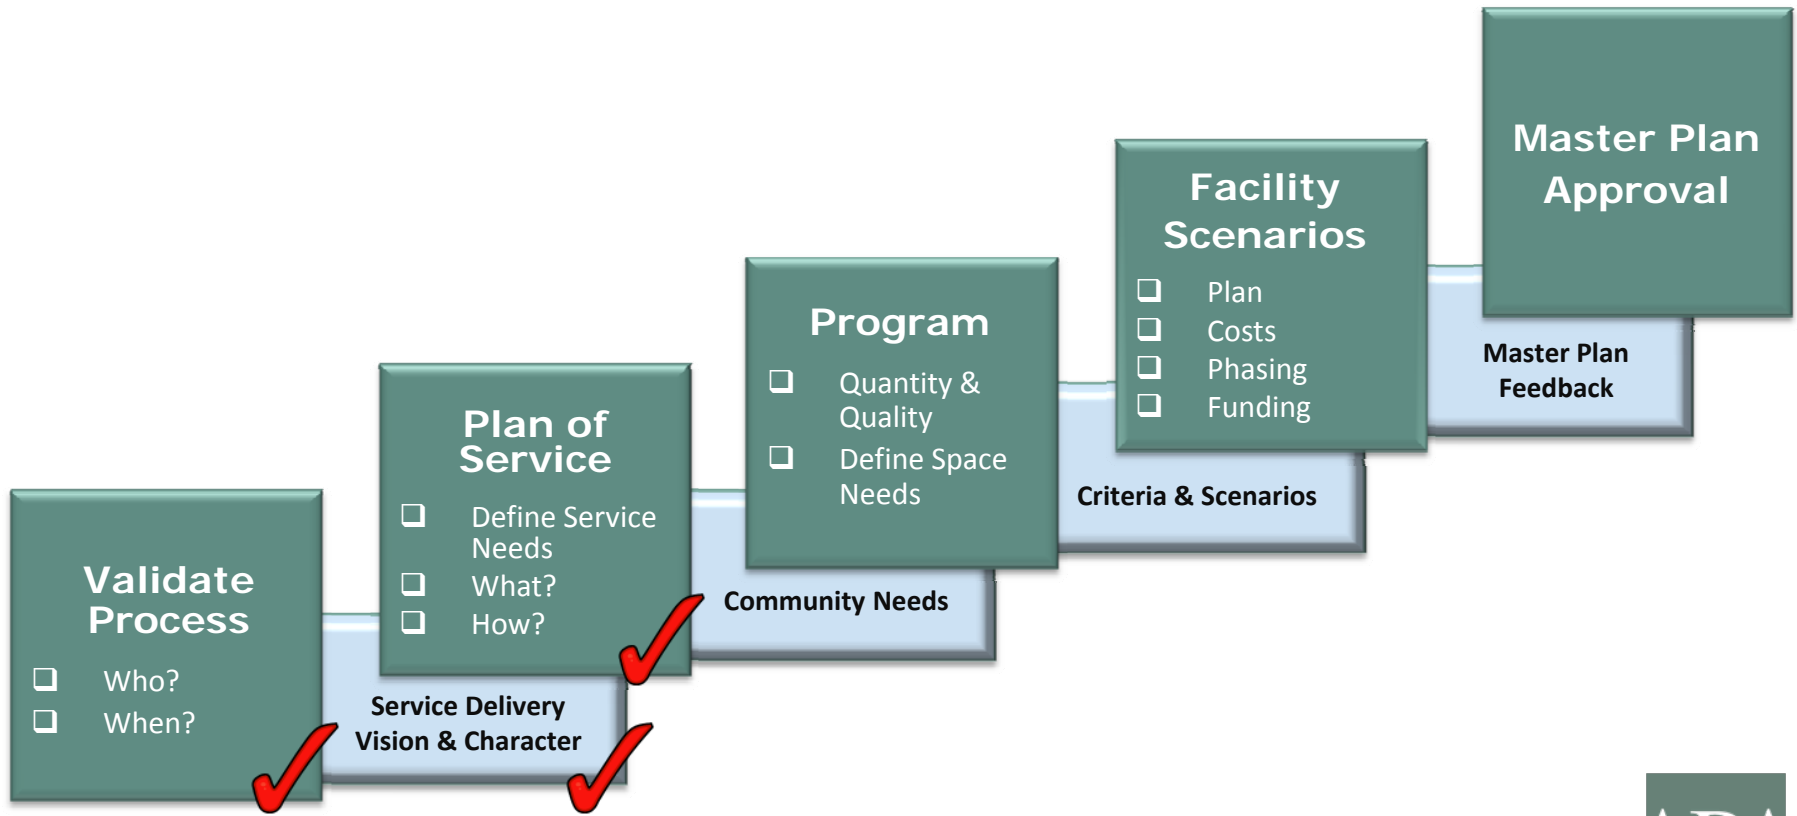 Validate
Process
Who?
When?
Service Delivery
Vision & Character
Plan of
Service
Define Service
Needs
What?
How?
Community Needs
Program
Quantity &
Quality
Define Space
Needs
Criteria & Scenarios
Facility
Scenarios
Plan
Costs
Phasing
Funding
Master Plan
Feedback
Master Plan
Approval